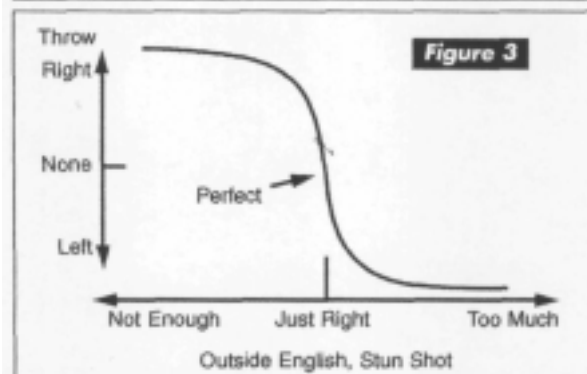 Throw
Right
Figure 3
None
Perfect
Left
Not Enough
Just Right
Too Much
Outside English, Stun Shot